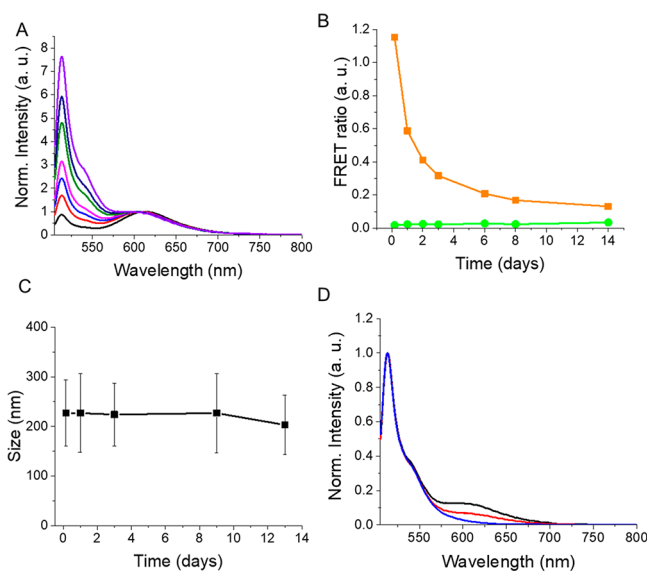 A
Norm. Intensity (a. u.)
8
7
6
5
4
3
2
1
0
550 600 650 700 750 800
Wavelength (nm)
B
FRET ratio (a. u.)
1.2
1.0
0.8
0.6
0.4
0.2
0.0
0 2 4 6 8 10 12 14
Time (days)
C
Size (nm)
400
300
200
100
0
0 2 4 6 8 10 12 14
Time (days)
D
Norm. Intensity (a. u.)
1.2
1.0
0.8
0.6
0.4
0.2
0.0
550 600 650 700 750 800
Wavelength (nm)